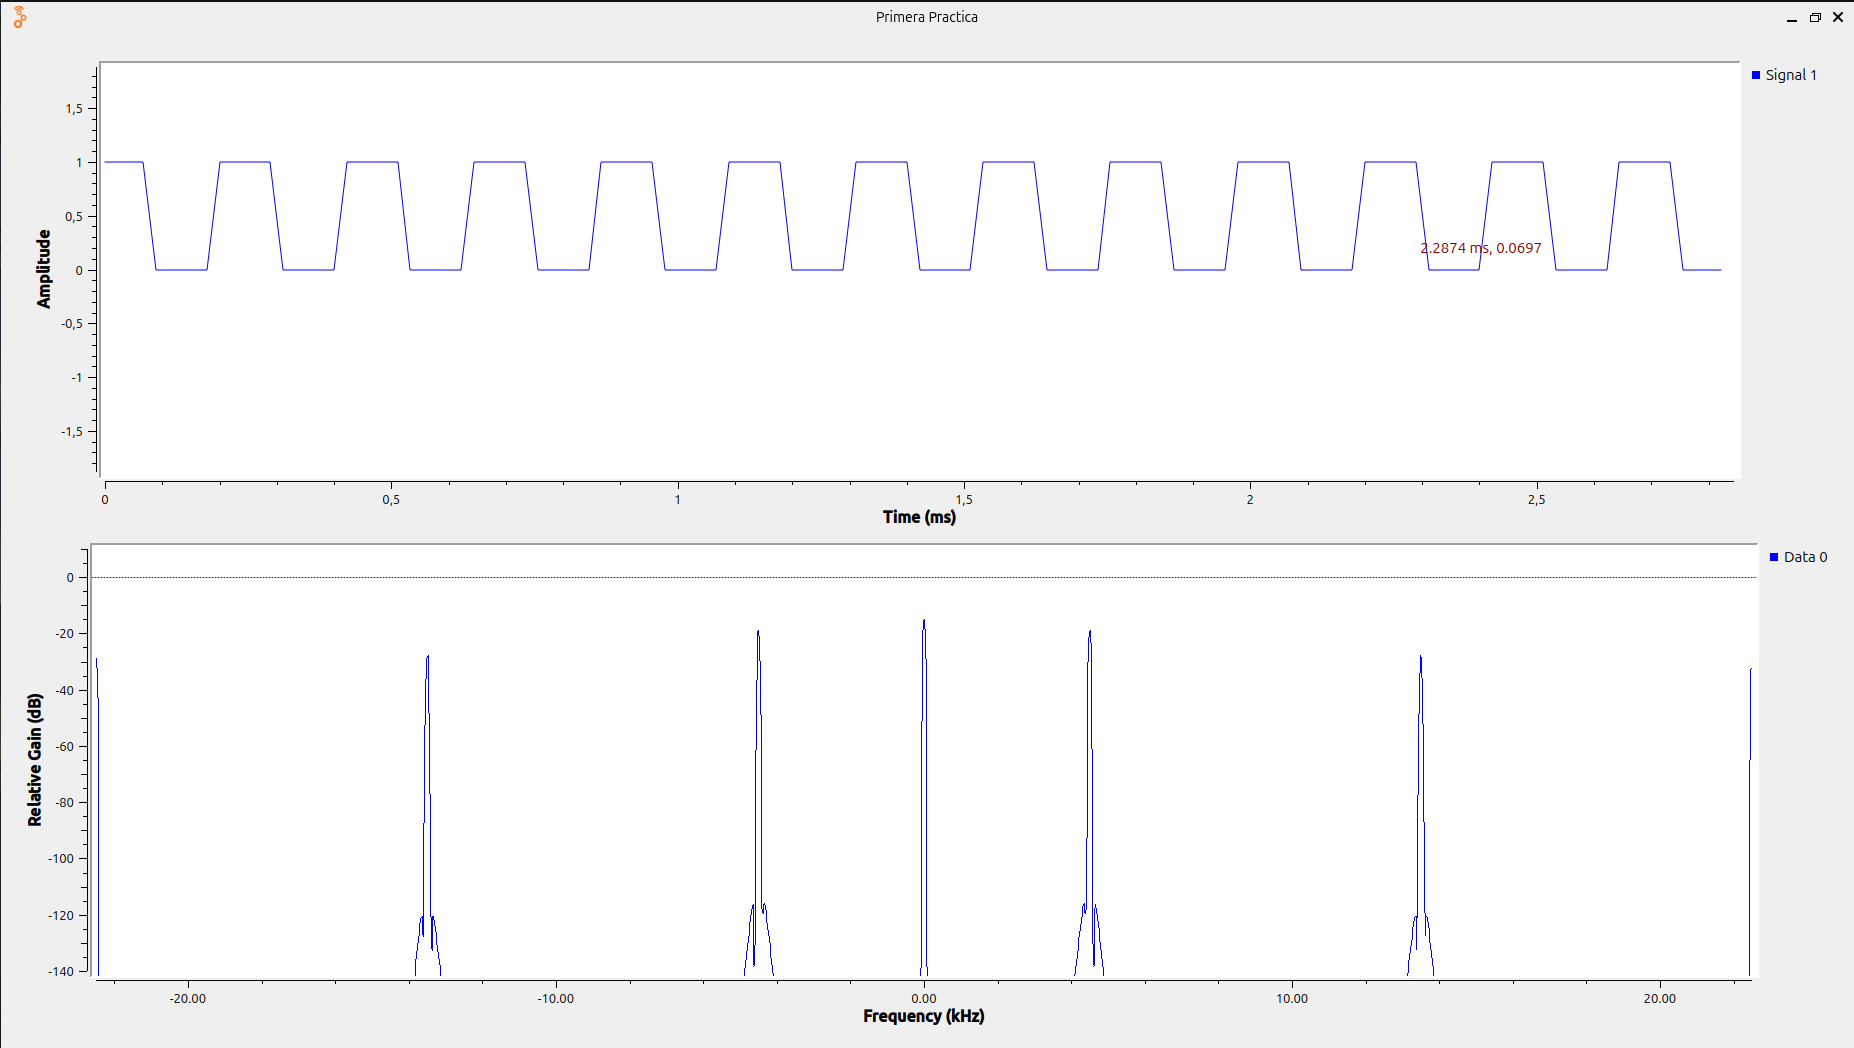 Primera Practica
Signal 1
Amplitude
1,5
1
0,5
0
-0,5
-1
-1,5
2.2874 ms, 0.0697
0 0,5 1 1,5 2 2,5
Time (ms)
Data 0
Relative Gain (dB)
0
-20
-40
-60
-80
-100
-120
-140
-20.00 -10.00 0.00 10.00 20.00
Frequency (kHz)